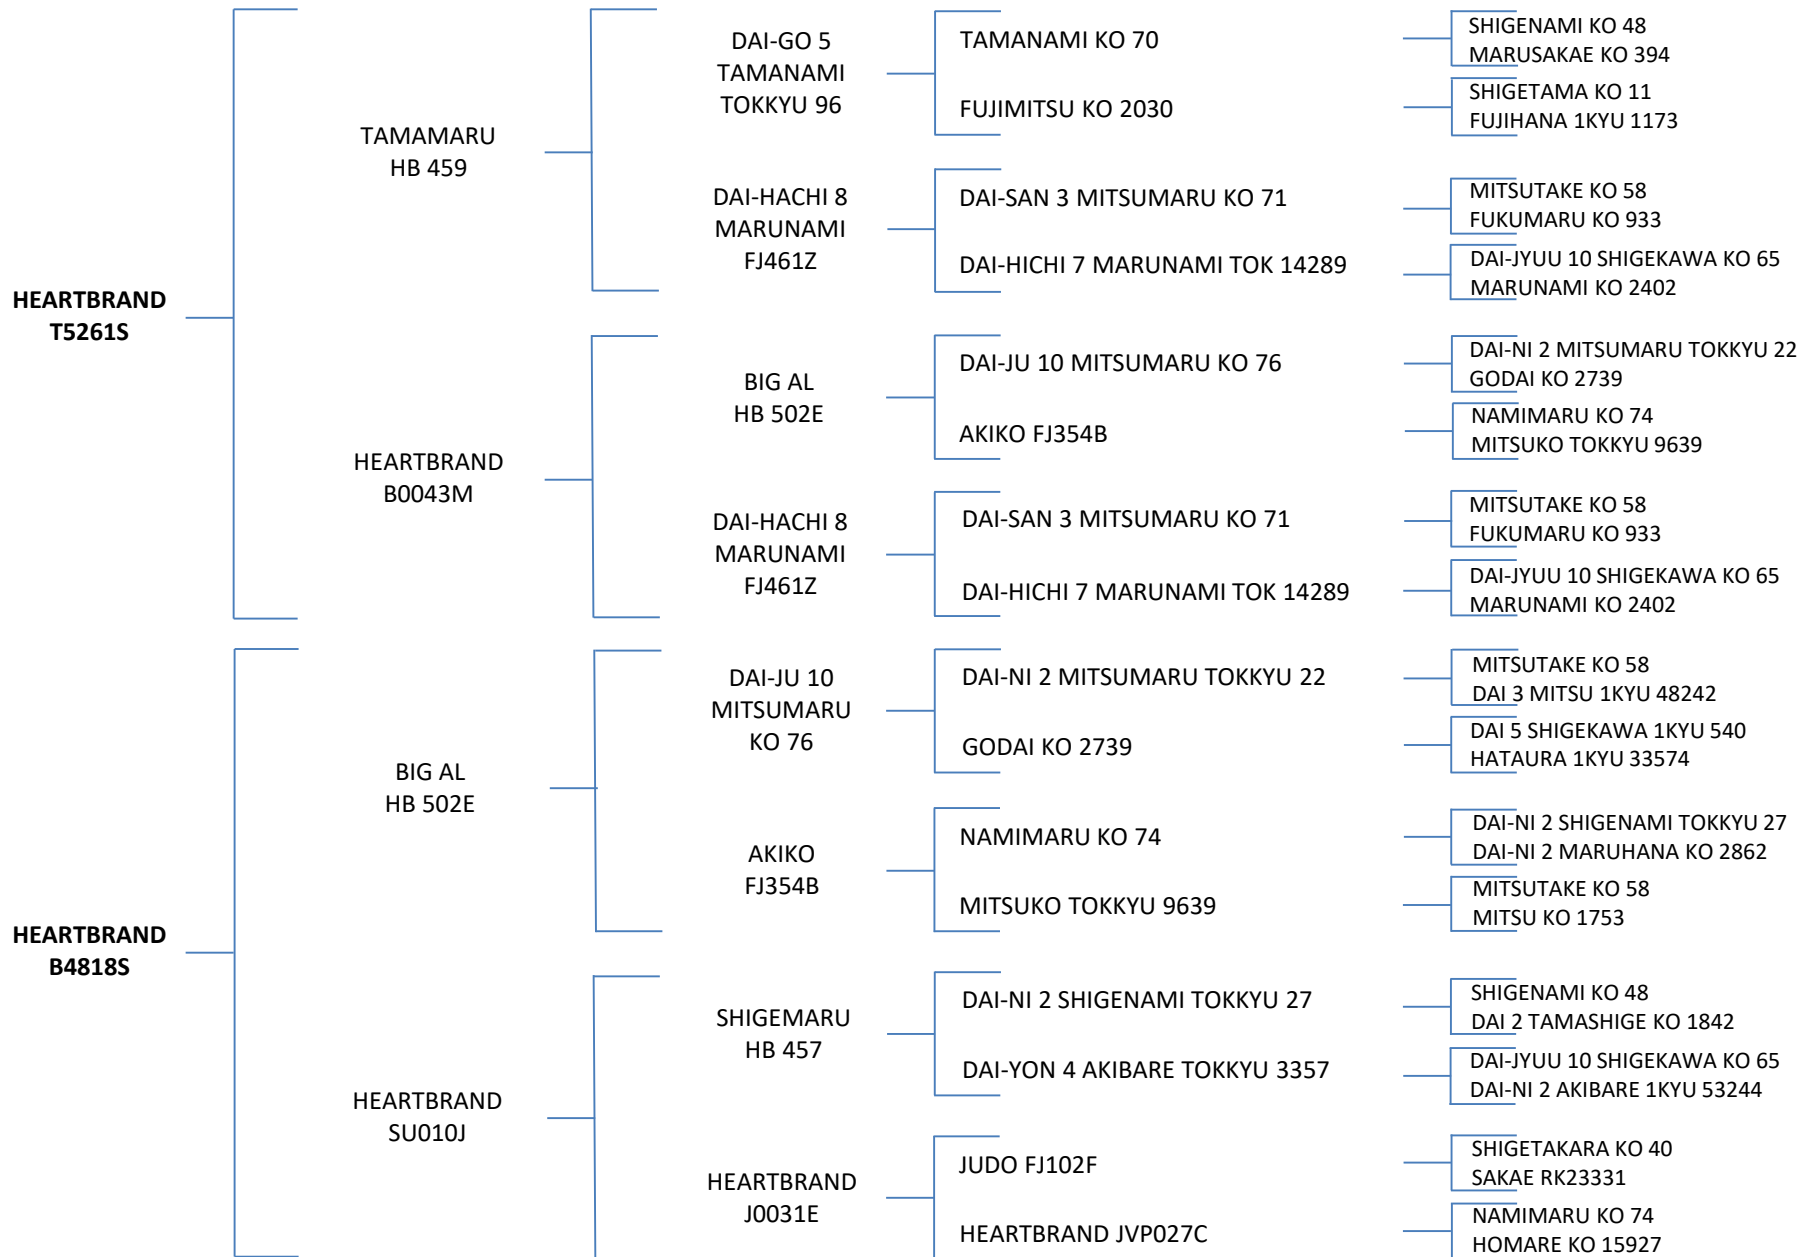 HEARTBRAND
T5261S
TAMAMARU
HB 459
DAI-GO 5
TAMANAMI
TOKKYU 96
TAMANAMI KO 70
SHIGENAMI KO 48
MARUSAKAE KO 394
FUJIMITSU KO 2030
SHIGETAMA KO 11
FUJIHANA 1KYU 1173
DAI-HACHI 8
MARUNAMI
FJ461Z
DAI-SAN 3 MITSUMARU KO 71
MITSUTAKE KO 58
FUKUMARU KO 933
DAI-HICHI 7 MARUNAMI TOK 14289
DAI-JYUU 10 SHIGEKAWA KO 65
MARUNAMI KO 2402
HEARTBRAND
B0043M
BIG AL
HB 502E
DAI-JU 10 MITSUMARU KO 76
DAI-NI 2 MITSUMARU TOKKYU 22
GODAI KO 2739
AKIKO FJ354B
NAMIMARU KO 74
MITSUKO TOKKYU 9639
DAI-HACHI 8
MARUNAMI
FJ461Z
DAI-SAN 3 MITSUMARU KO 71
MITSUTAKE KO 58
FUKUMARU KO 933
DAI-HICHI 7 MARUNAMI TOK 14289
DAI-JYUU 10 SHIGEKAWA KO 65
MARUNAMI KO 2402
HEARTBRAND
B4818S
BIG AL
HB 502E
DAI-JU 10
MITSUMARU
KO 76
DAI-NI 2 MITSUMARU TOKKYU 22
MITSUTAKE KO 58
DAI 3 MITSU 1KYU 48242
GODAI KO 2739
DAI 5 SHIGEKAWA 1KYU 540
HATAURA 1KYU 33574
AKIKO
FJ354B
NAMIMARU KO 74
DAI-NI 2 SHIGENAMI TOKKYU 27
DAI-NI 2 MARUHANA KO 2862
MITSUKO TOKKYU 9639
MITSUTAKE KO 58
MITSU KO 1753
HEARTBRAND
SU010J
SHIGEMARU
HB 457
DAI-NI 2 SHIGENAMI TOKKYU 27
SHIGENAMI KO 48
DAI 2 TAMASHIGE KO 1842
DAI-YON 4 AKIBARE TOKKYU 3357
DAI-JYUU 10 SHIGEKAWA KO 65
DAI-NI 2 AKIBARE 1KYU 53244
HEARTBRAND
J0031E
JUDO FJ102F
SHIGETAKARA KO 40
SAKAE RK23331
HEARTBRAND JVP027C
NAMIMARU KO 74
HOMARE KO 15927